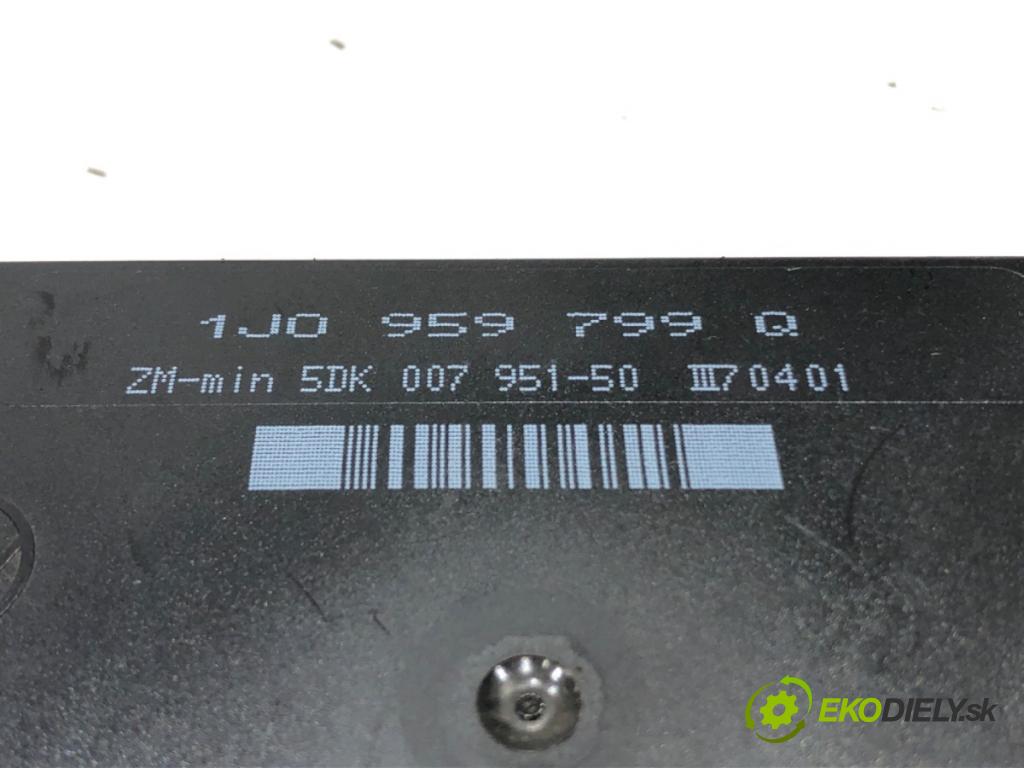 1J0 959 799 Q
ZM-min 5DK 007 951-50 III70401
EKODIELY.sk